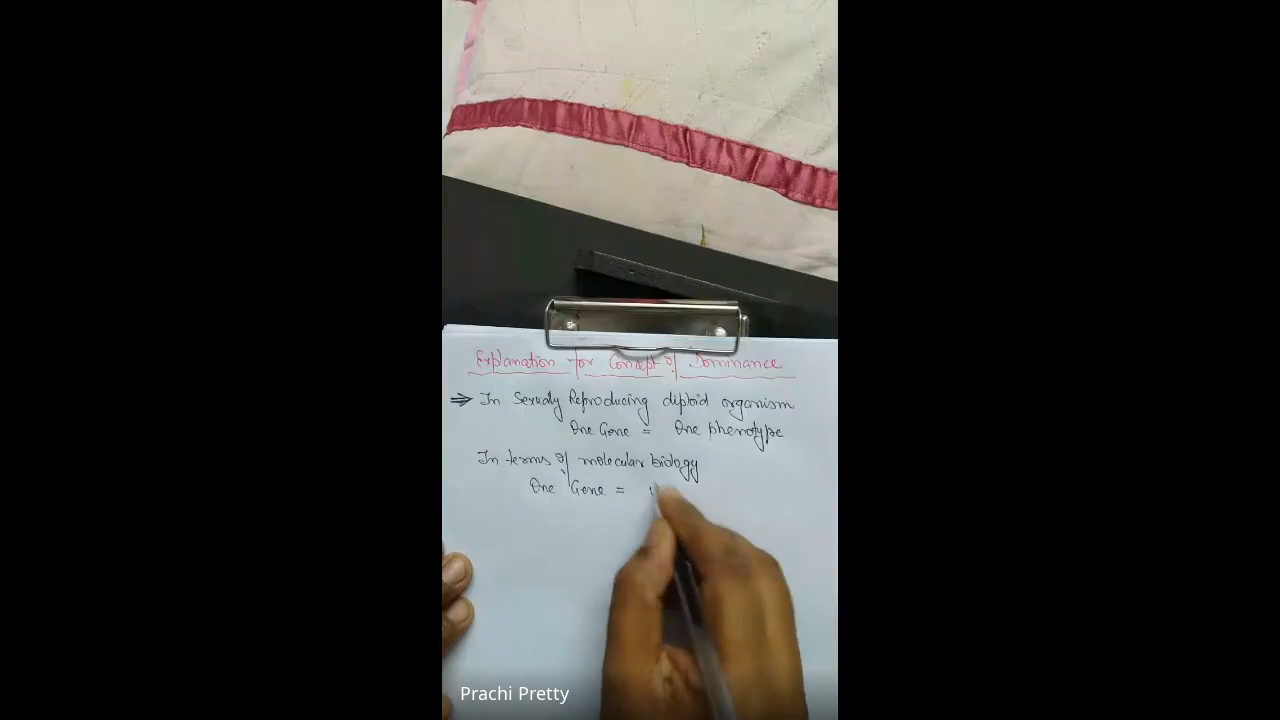 Explanation for Concept of Dominance
⇒ In Sexually Reproducing diploid organism
One Gene = One phenotype
In terms of molecular biology
One Gene =
Prachi Pretty